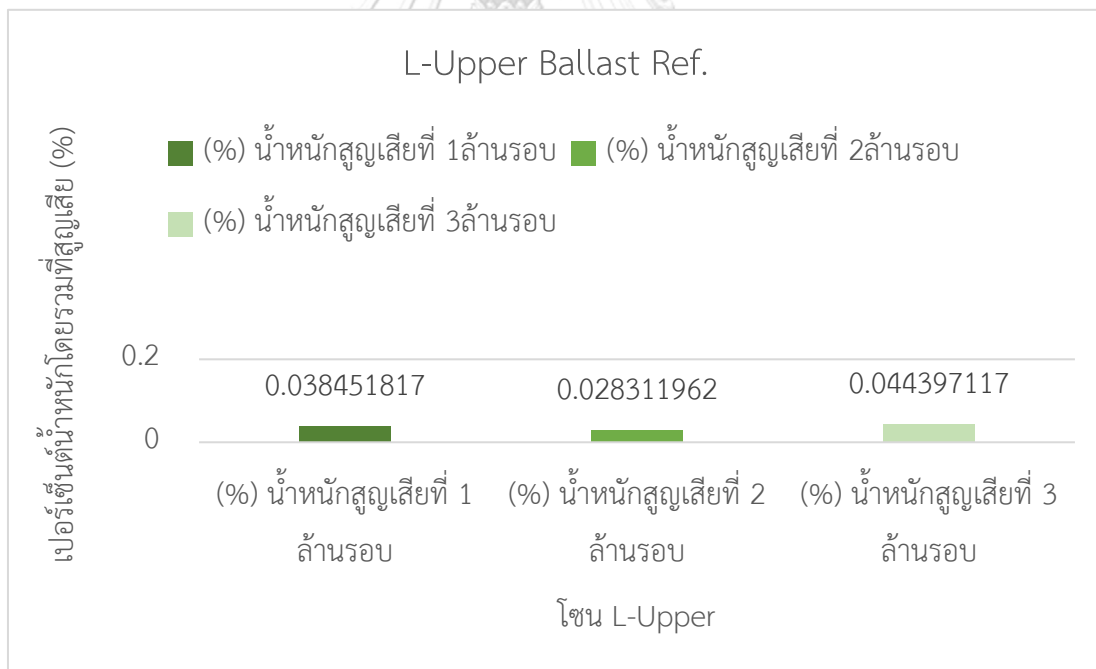 L-Upper Ballast Ref.
(%) น้ำหนักสูญเสียที่ 1ล้านรอบ
(%) น้ำหนักสูญเสียที่ 2ล้านรอบ
(%) น้ำหนักสูญเสียที่ 3ล้านรอบ
เปอร์เซ็นต์น้ำหนักโดยรวมที่สูญเสีย (%)
0.2
0
0.038451817
0.028311962
0.044397117
(%) น้ำหนักสูญเสียที่ 1
ล้านรอบ
(%) น้ำหนักสูญเสียที่ 2
ล้านรอบ
(%) น้ำหนักสูญเสียที่ 3
ล้านรอบ
โซน L-Upper